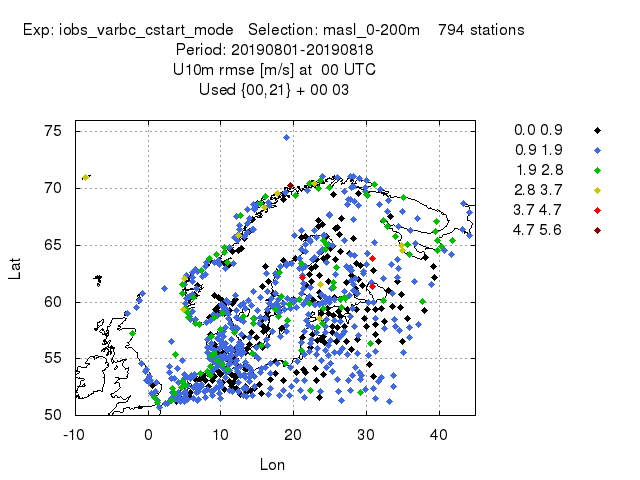 Exp: iobs_varbc_cstart_mode   Selection: masl_0-200m    794 stations
Period: 20190801-20190818
U10m rmse [m/s] at  00 UTC
Used {00,21} + 00 03
0.0 0.9
0.9 1.9
1.9 2.8
2.8 3.7
3.7 4.7
4.7 5.6
75
70
65
60
55
50
Lat
-10 0 10 20 30 40
Lon